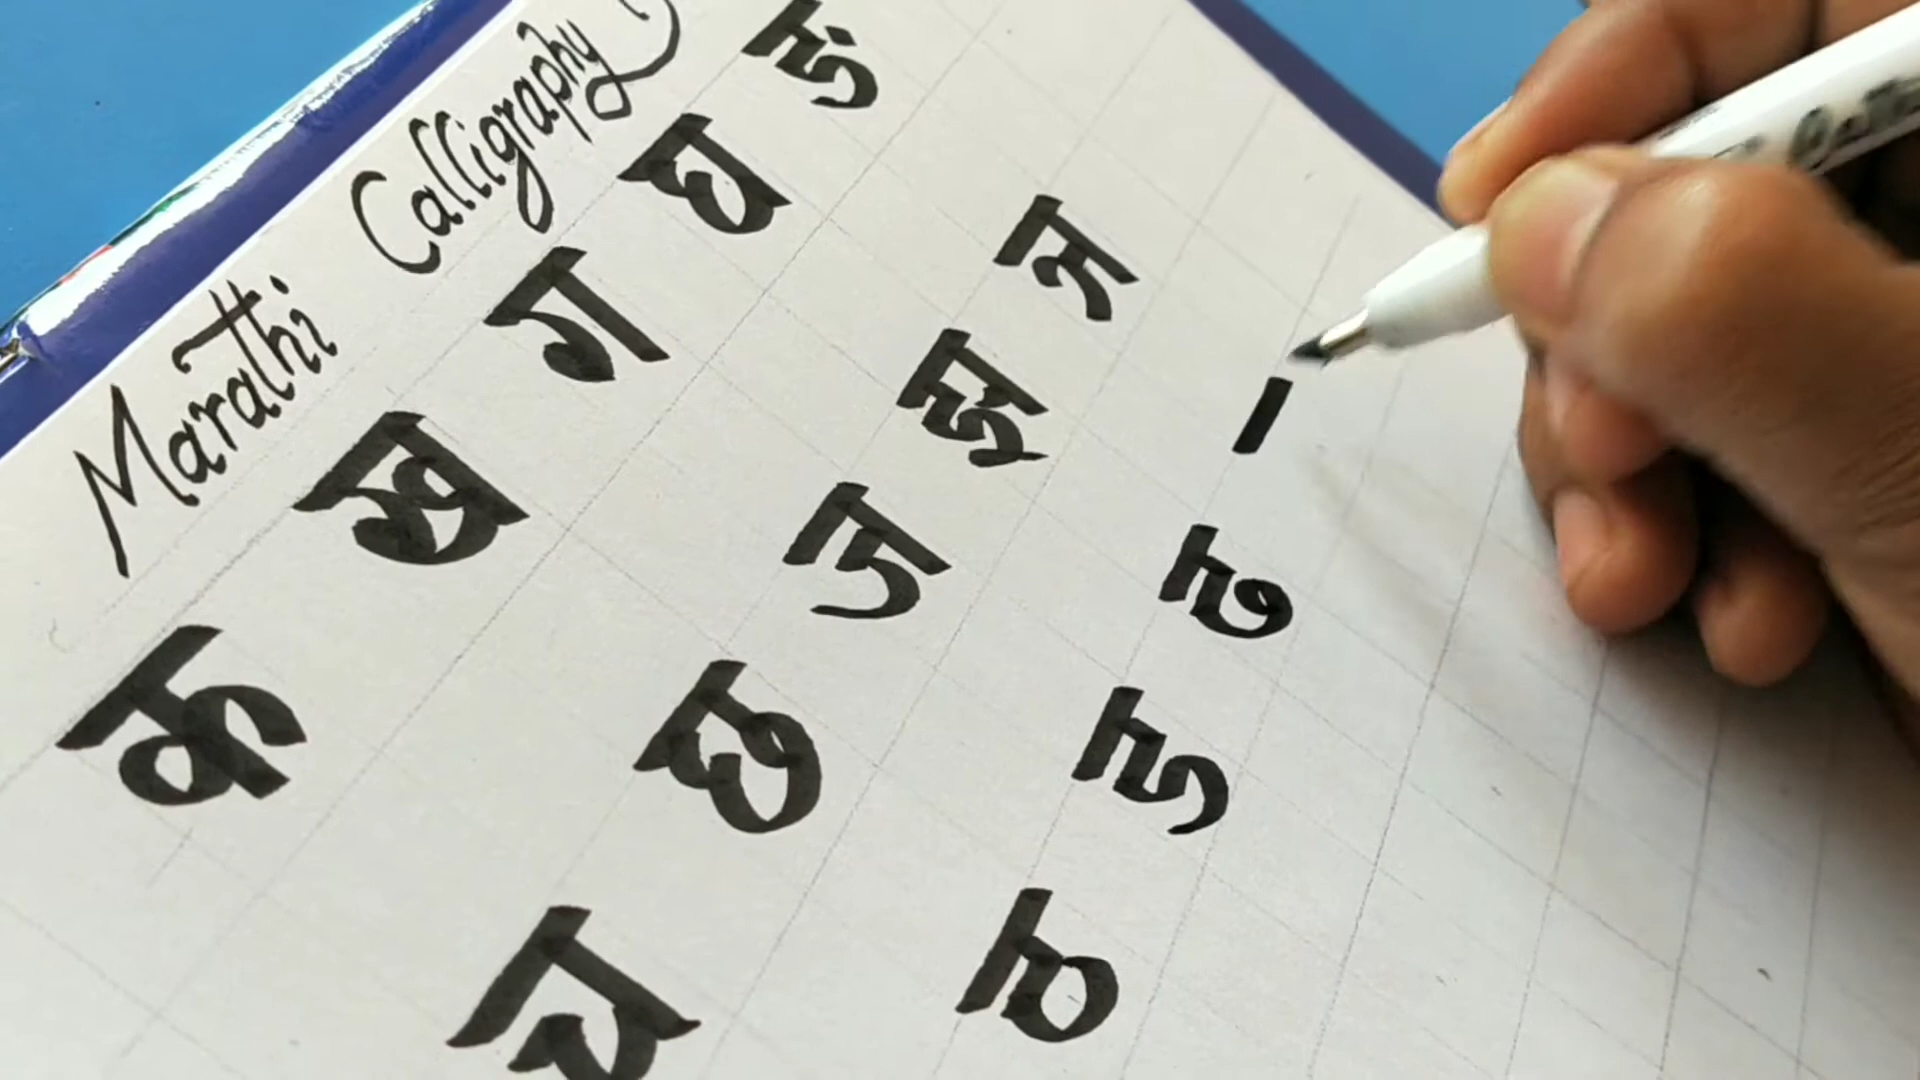 Marathi Calligraphy
क ख ग घ ङ
च छ ज झ ञ
ठ ड ढ